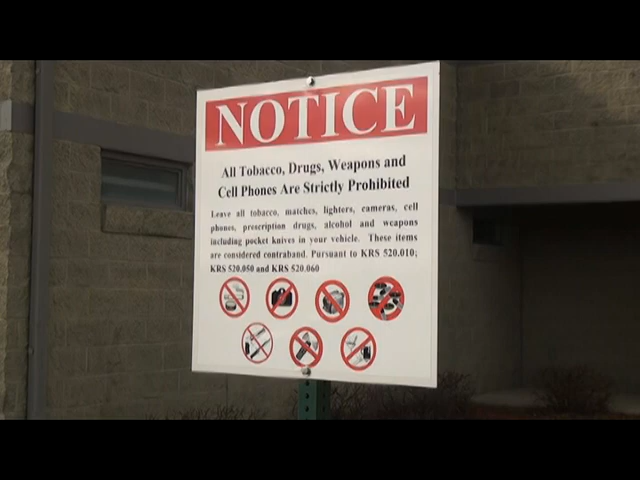 NOTICE
All Tobacco, Drugs, Weapons and
Cell Phones Are Strictly Prohibited
Leave all tobacco, matches, lighters, cameras, cell
phones, prescription drugs, alcohol and weapons
including pocket knives in your vehicle. These items
are considered contraband. Pursuant to KRS 520.010;
KRS 520.050 and KRS 520.060